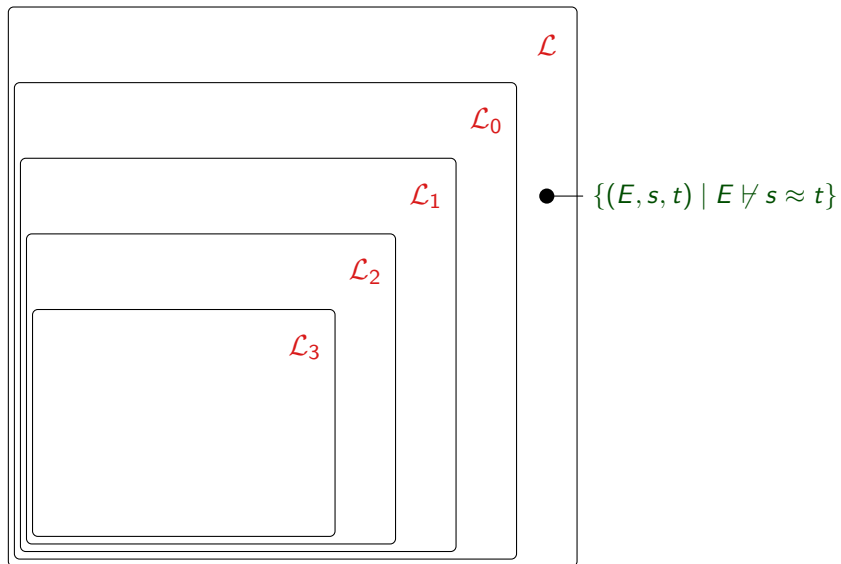 ℒ
ℒ₀
ℒ₁
{(E, s, t) | E ⊬ s ≈ t}
ℒ₂
ℒ₃